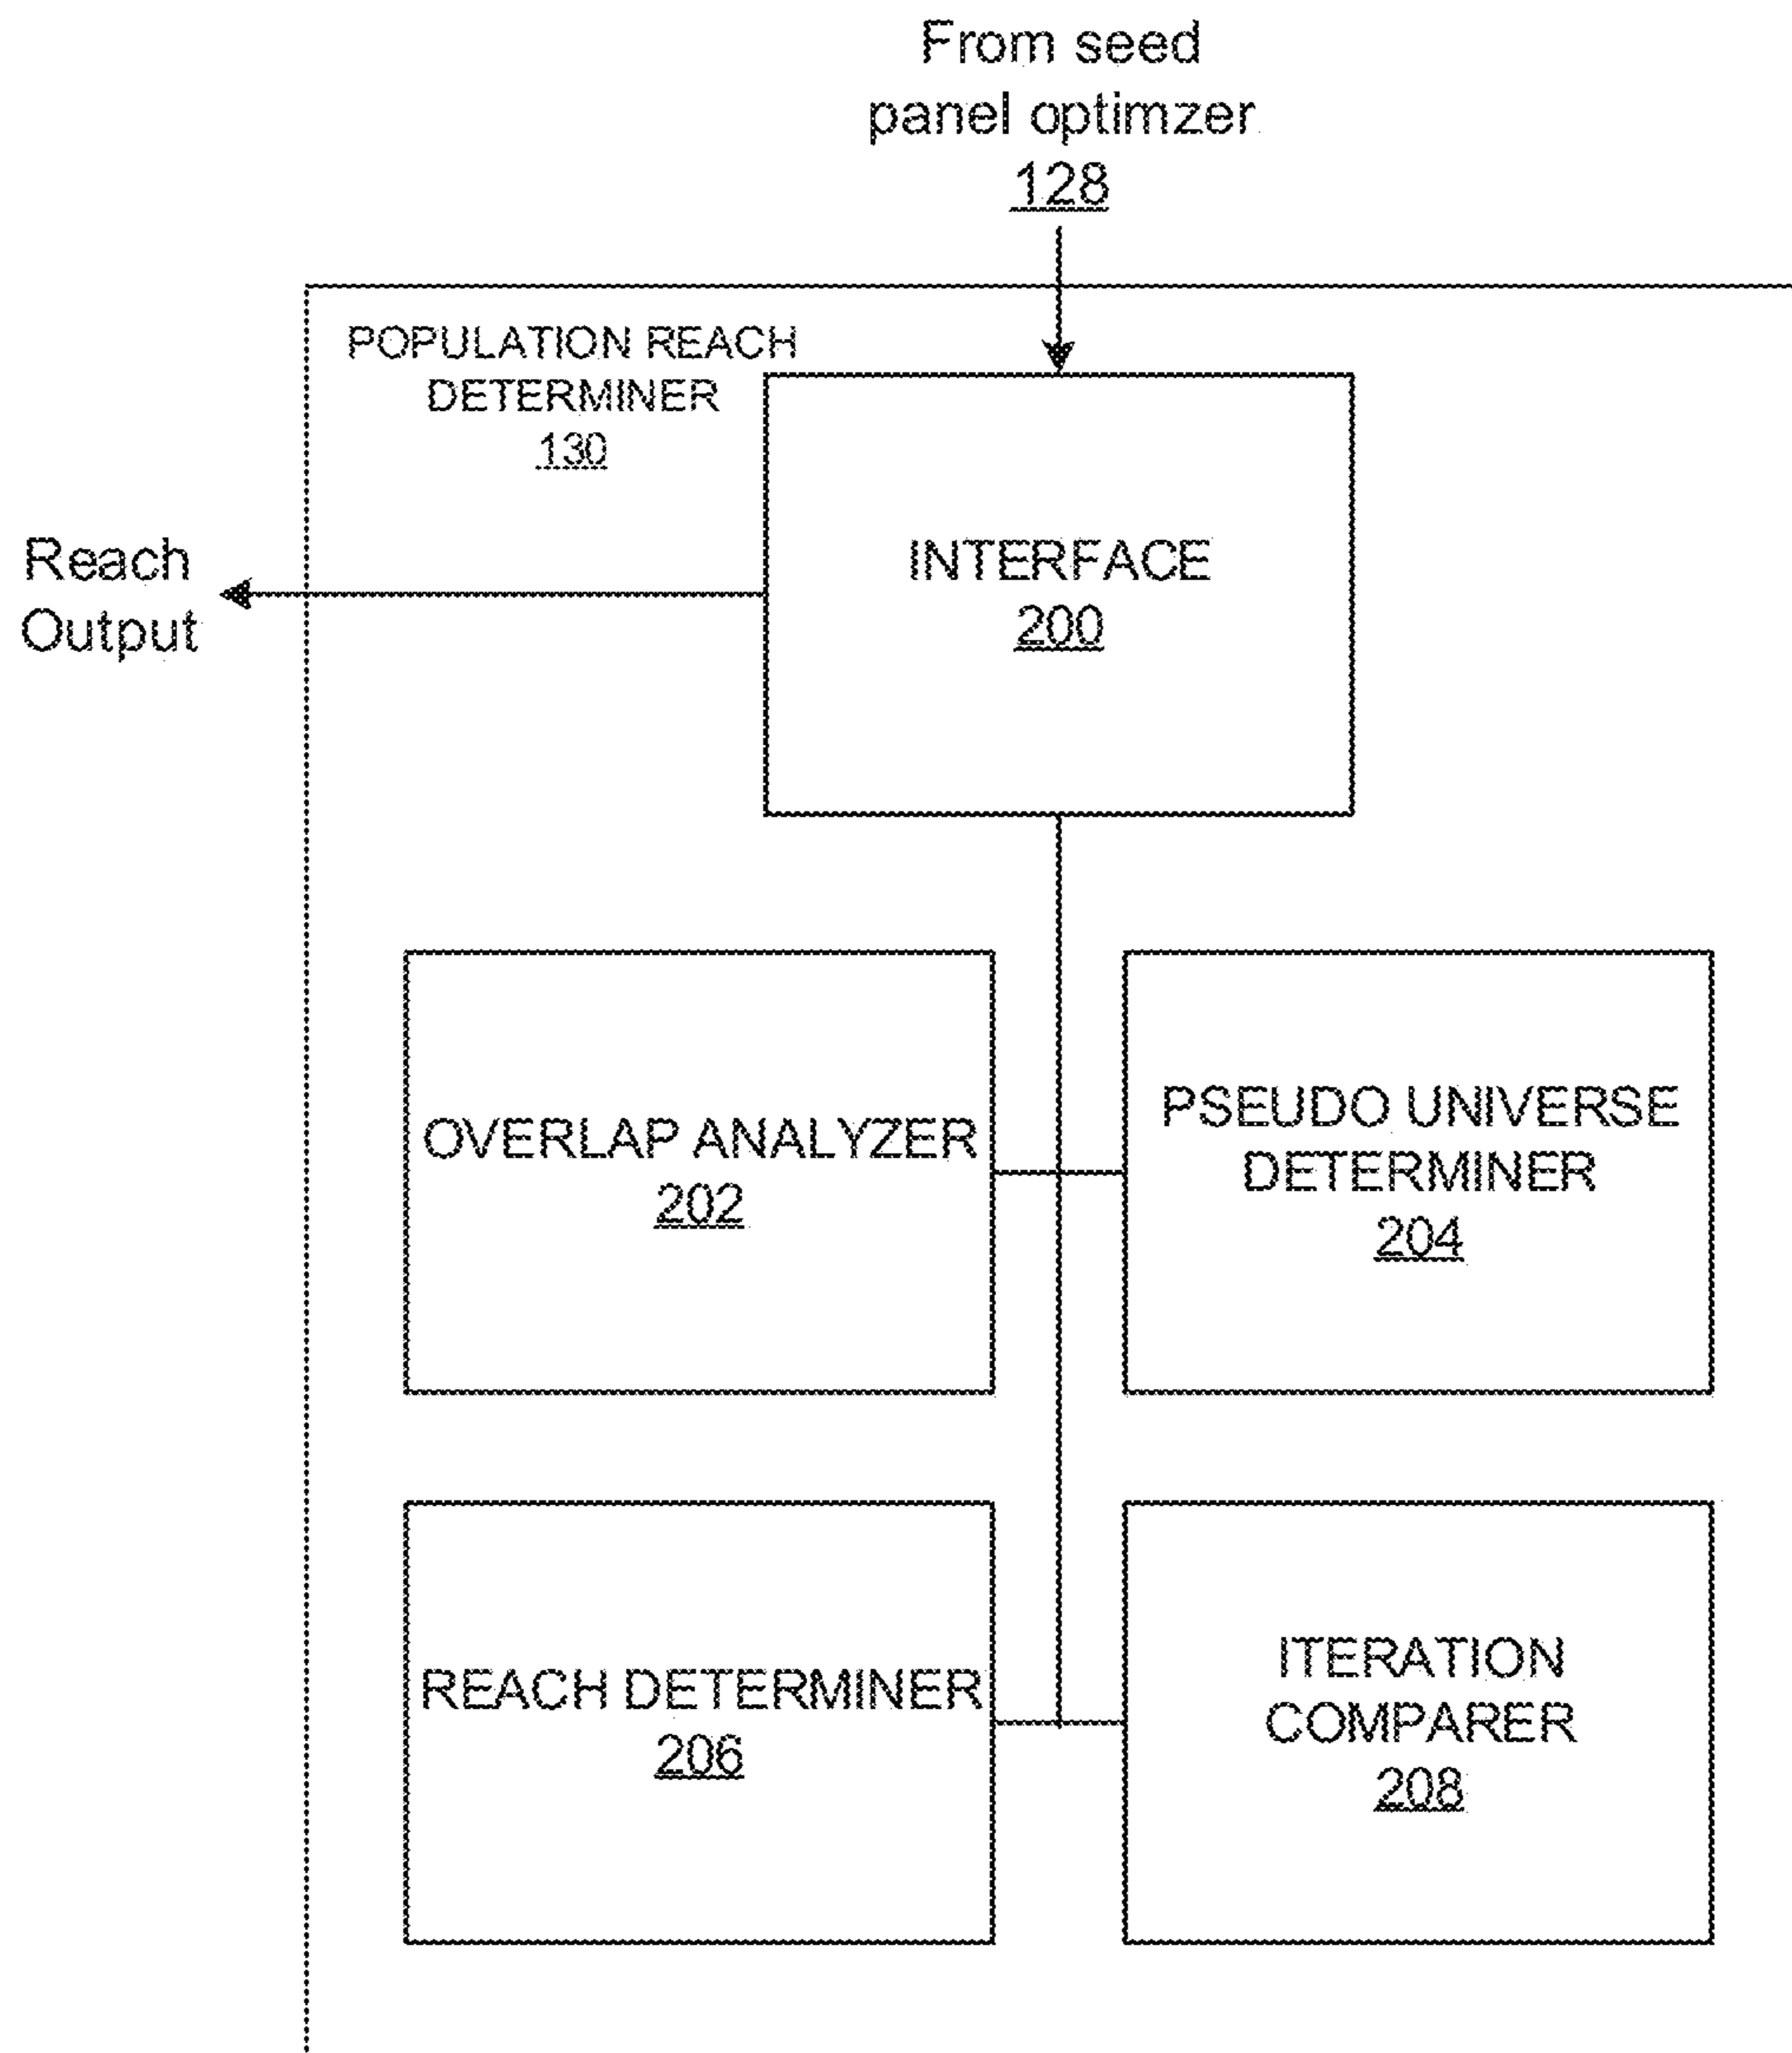 From seed
panel optimzer
128
POPULATION REACH
DETERMINER
130
INTERFACE
200
Reach
Output
OVERLAP ANALYZER
202
PSEUDO UNIVERSE
DETERMINER
204
REACH DETERMINER
206
ITERATION
COMPARER
208